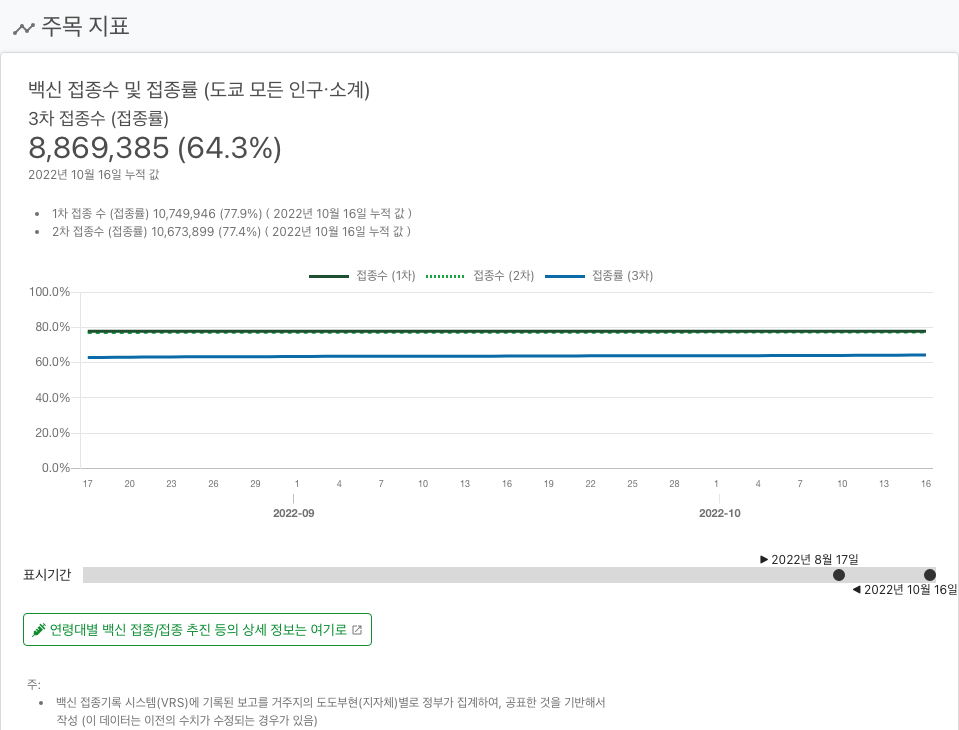 주목 지표
백신 접종수 및 접종률 (도쿄 모든 인구·소계)
3차 접종수 (접종률)
8,869,385 (64.3%)
2022년 10월 16일 누적 값
• 1차 접종 수 (접종률) 10,749,946 (77.9%) ( 2022년 10월 16일 누적 값 )
• 2차 접종수 (접종률) 10,673,899 (77.4%) ( 2022년 10월 16일 누적 값 )
접종수 (1차) 접종수 (2차) 접종률 (3차)
100.0%
80.0%
60.0%
40.0%
20.0%
0.0%
17 20 23 26 29 1 4 7 10 13 16 19 22 25 28 1 4 7 10 13 16
2022-09 2022-10
▶ 2022년 8월 17일
표시기간
◀ 2022년 10월 16일
연령대별 백신 접종/접종 추진 등의 상세 정보는 여기로
주:
• 백신 접종기록 시스템(VRS)에 기록된 보고를 거주지의 도도부현(지자체)별로 정부가 집계하여, 공표한 것을 기반해서
작성 (이 데이터는 이전의 수치가 수정되는 경우가 있음)